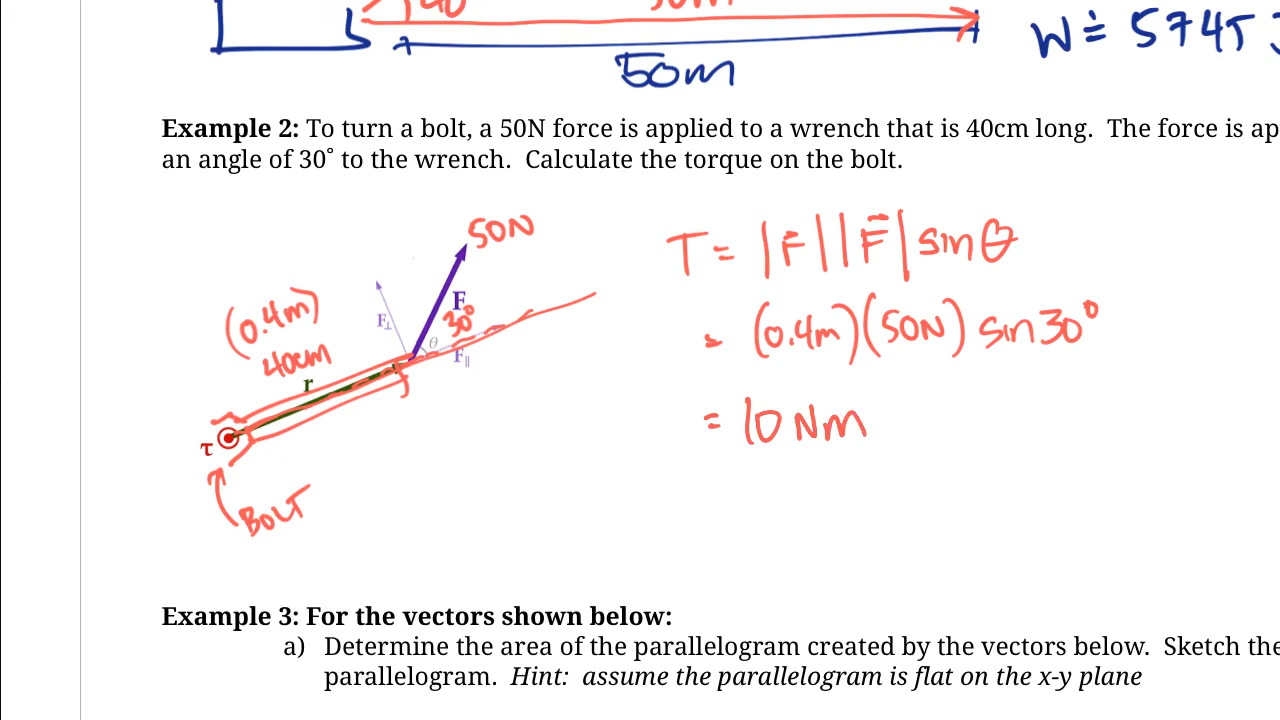 40
50m
W ≐ 5745 J
Example 2: To turn a bolt, a 50N force is applied to a wrench that is 40cm long. The force is ap
an angle of 30° to the wrench. Calculate the torque on the bolt.
50N
T = |r̄||F̄| sinθ
(0.4m)
F
30°
F⊥
θ
= (0.4m)(50N) sin30°
40cm
F||
r
= 10 Nm
τ
BOLT
Example 3: For the vectors shown below:
a) Determine the area of the parallelogram created by the vectors below. Sketch the
parallelogram. Hint: assume the parallelogram is flat on the x-y plane